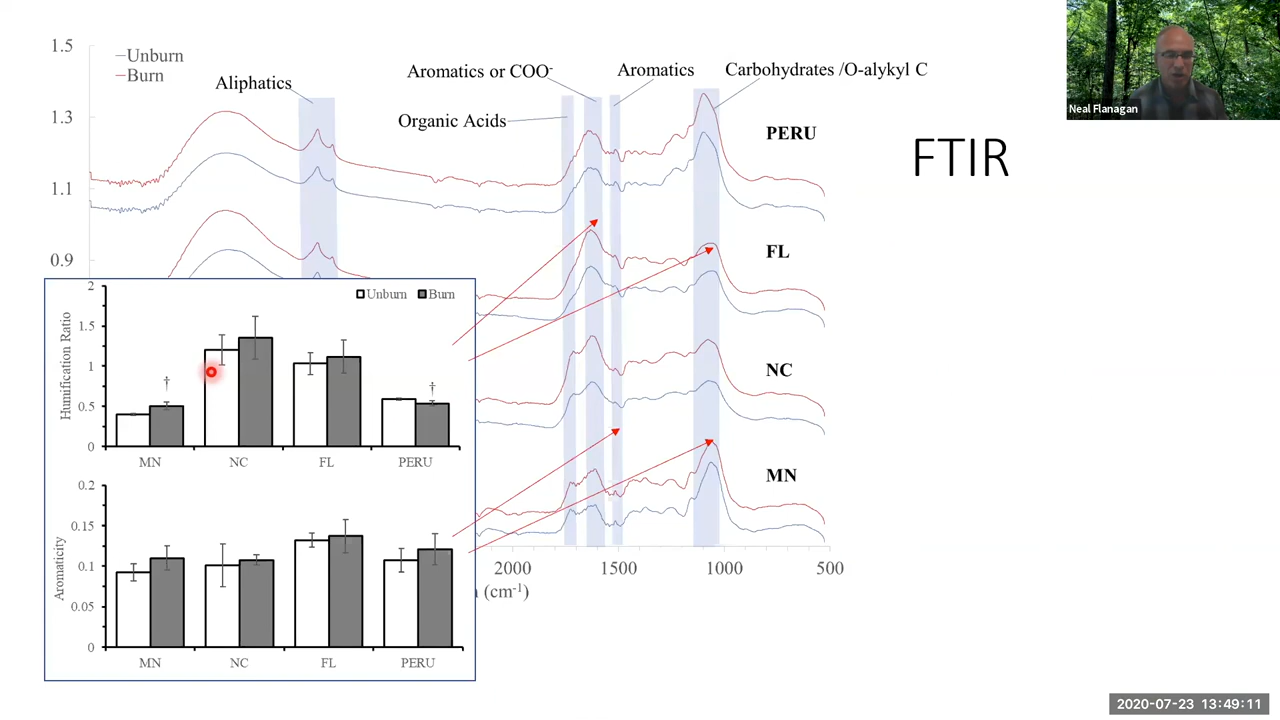 1.5
Unburn
Burn
Aliphatics
Aromatics or COO-
Aromatics
Carbohydrates /O-alykyl C
Organic Acids
1.3
PERU
FTIR
Neal Flanagan
1.1
FL
0.9
NC
MN
2000
1500
1000
500
(cm-1)
Unburn
Burn
Humification Ratio
2
1.5
1
0.5
0
†
†
MN
NC
FL
PERU
Aromaticity
0.2
0.15
0.1
0.05
0
MN
NC
FL
PERU
2020-07-23 13:49:11